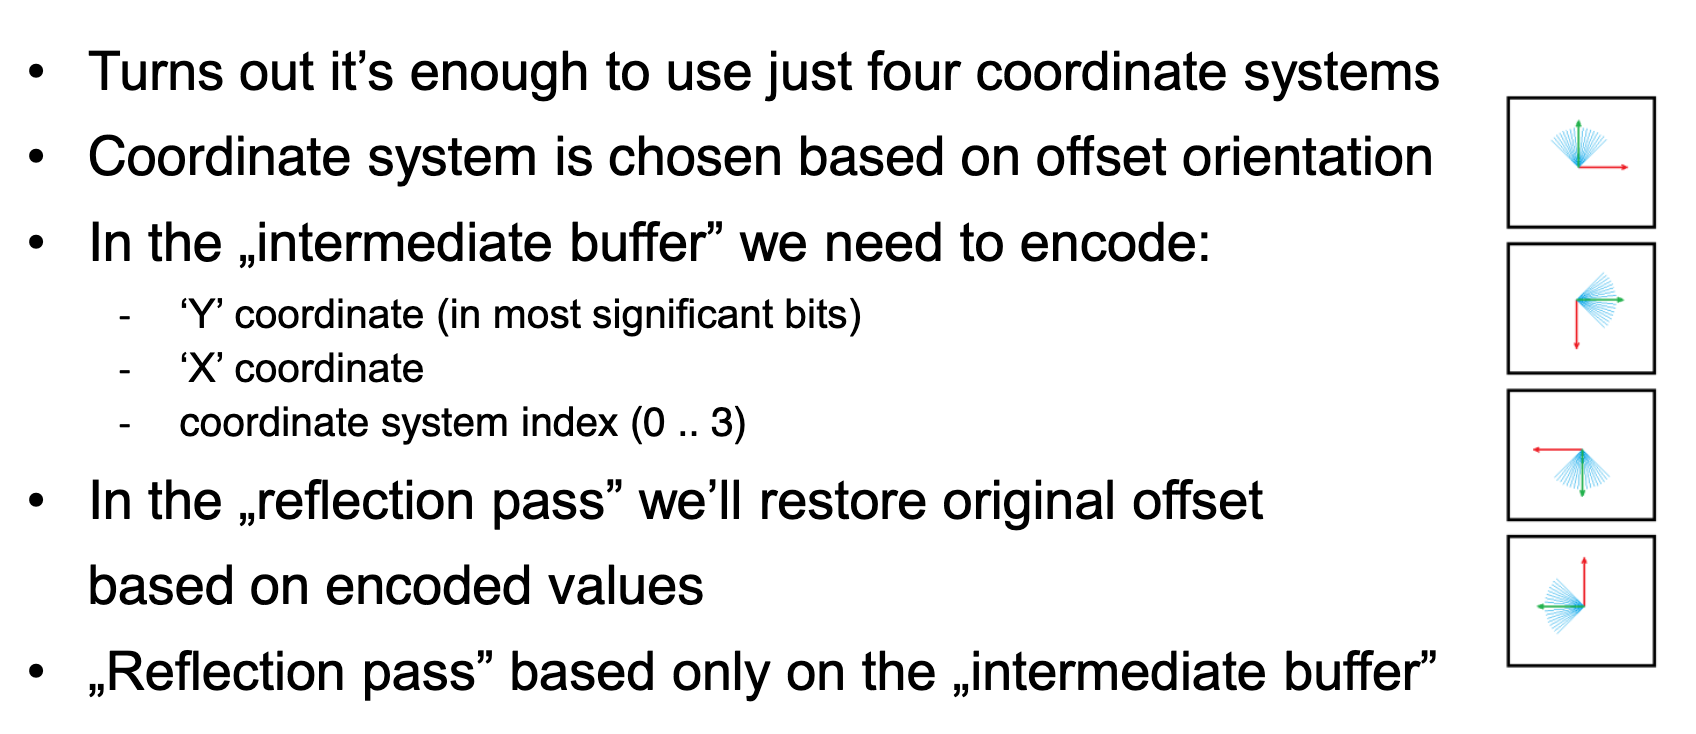 • Turns out it’s enough to use just four coordinate systems
• Coordinate system is chosen based on offset orientation
• In the „intermediate buffer” we need to encode:
- ‘Y’ coordinate (in most significant bits)
- ‘X’ coordinate
- coordinate system index (0 .. 3)
• In the „reflection pass” we’ll restore original offset
based on encoded values
• „Reflection pass” based only on the „intermediate buffer”